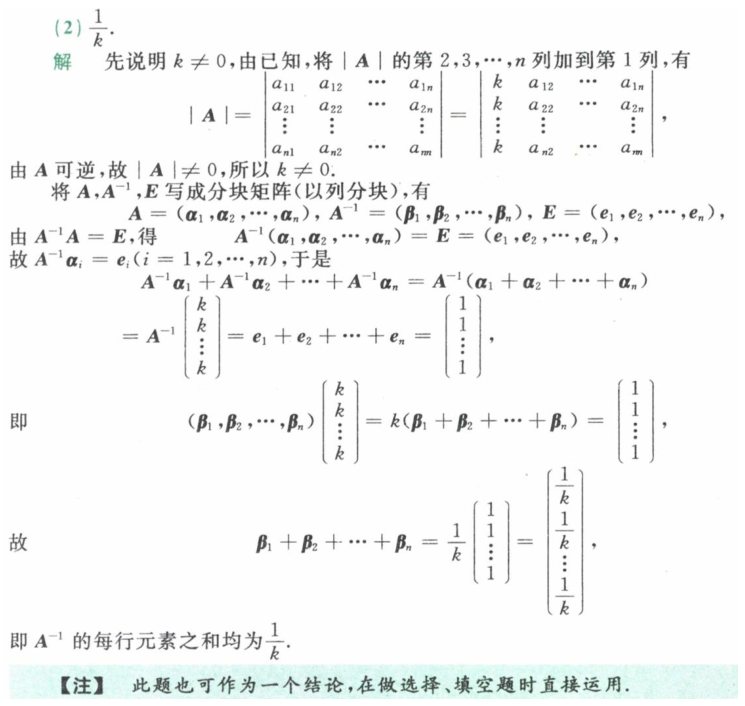 (2) 1/k.
解 先说明 k ≠ 0,由已知,将 | A | 的第 2,3,⋯,n 列加到第 1 列,有
| A | = | a₁₁ a₁₂ ⋯ a₁ₙ ; a₂₁ a₂₂ ⋯ a₂ₙ ; ⋮ ⋮ ⋮ ; aₙ₁ aₙ₂ ⋯ aₙₙ | = | k a₁₂ ⋯ a₁ₙ ; k a₂₂ ⋯ a₂ₙ ; ⋮ ⋮ ⋮ ; k aₙ₂ ⋯ aₙₙ | ,
由 A 可逆,故 | A | ≠ 0,所以 k ≠ 0.
将 A,A⁻¹,E 写成分块矩阵(以列分块),有
A = (α₁,α₂,⋯,αₙ), A⁻¹ = (β₁,β₂,⋯,βₙ), E = (e₁,e₂,⋯,eₙ),
由 A⁻¹A = E,得 A⁻¹(α₁,α₂,⋯,αₙ) = E = (e₁,e₂,⋯,eₙ),
故 A⁻¹αᵢ = eᵢ(i = 1,2,⋯,n),于是
A⁻¹α₁ + A⁻¹α₂ + ⋯ + A⁻¹αₙ = A⁻¹(α₁ + α₂ + ⋯ + αₙ)
= A⁻¹ [k ; k ; ⋮ ; k] = e₁ + e₂ + ⋯ + eₙ = [1 ; 1 ; ⋮ ; 1] ,
即 (β₁,β₂,⋯,βₙ) [k ; k ; ⋮ ; k] = k(β₁ + β₂ + ⋯ + βₙ) = [1 ; 1 ; ⋮ ; 1] ,
故 β₁ + β₂ + ⋯ + βₙ = 1/k [1 ; 1 ; ⋮ ; 1] = [1/k ; 1/k ; ⋮ ; 1/k] ,
即 A⁻¹ 的每行元素之和均为 1/k.
【注】 此题也可作为一个结论,在做选择、填空题时直接运用.